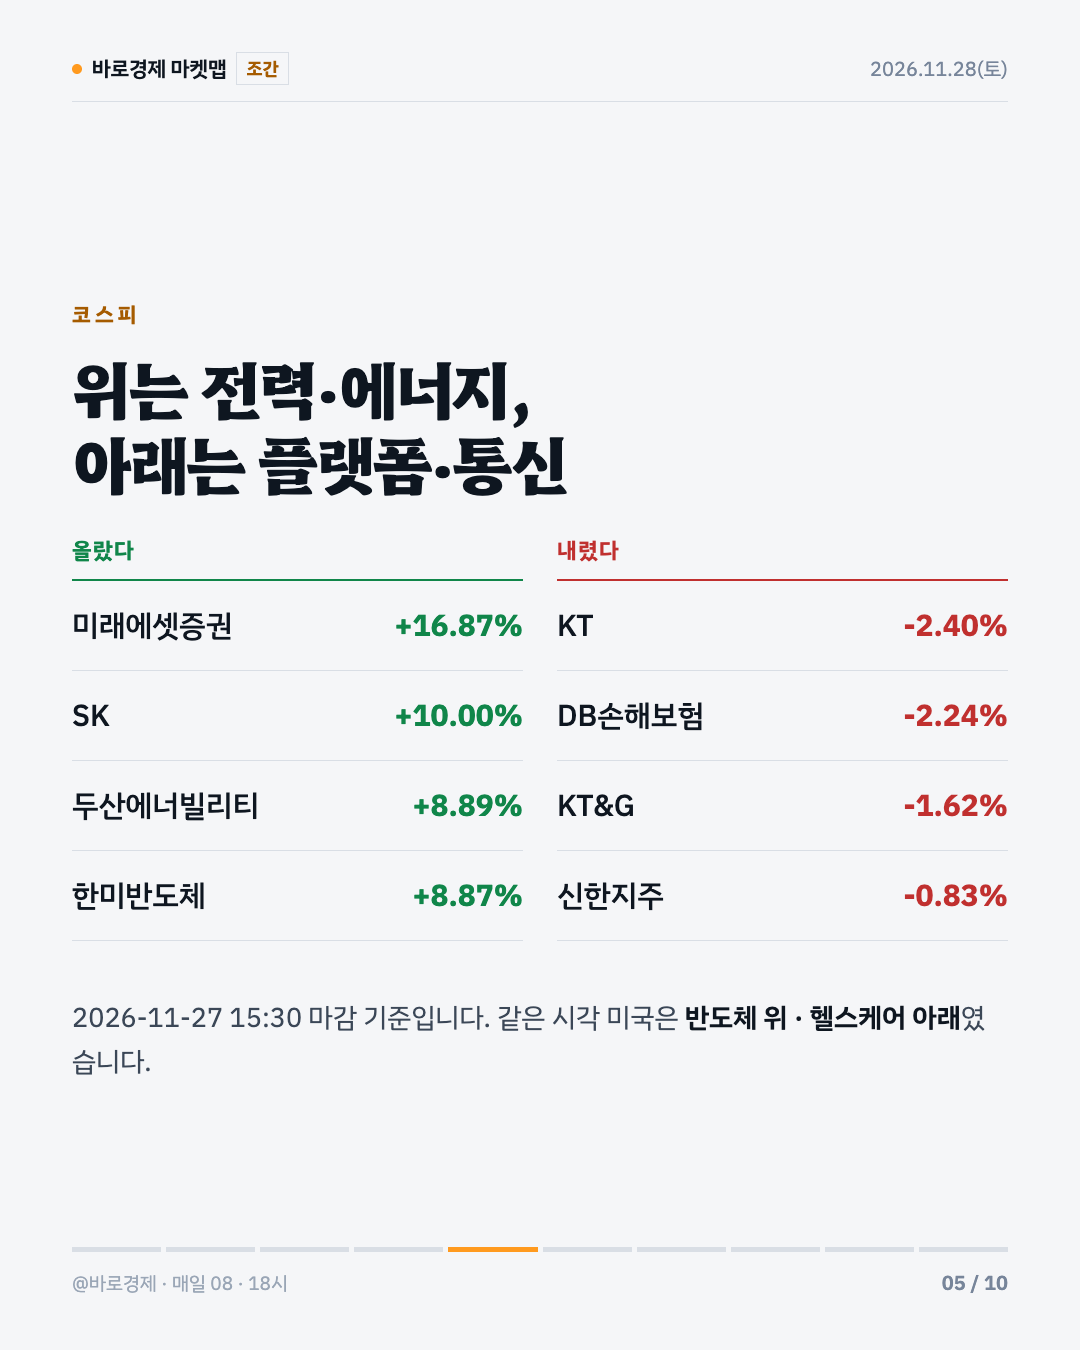 바로경제 마켓맵 조간 2026.11.28(토)
코스피
위는 전력·에너지,
아래는 플랫폼·통신
올랐다 내렸다
미래에셋증권 +16.87% KT -2.40%
SK +10.00% DB손해보험 -2.24%
두산에너빌리티 +8.89% KT&G -1.62%
한미반도체 +8.87% 신한지주 -0.83%
2026-11-27 15:30 마감 기준입니다. 같은 시각 미국은 반도체 위 · 헬스케어 아래였
습니다.
@바로경제 · 매일 08 · 18시 05 / 10